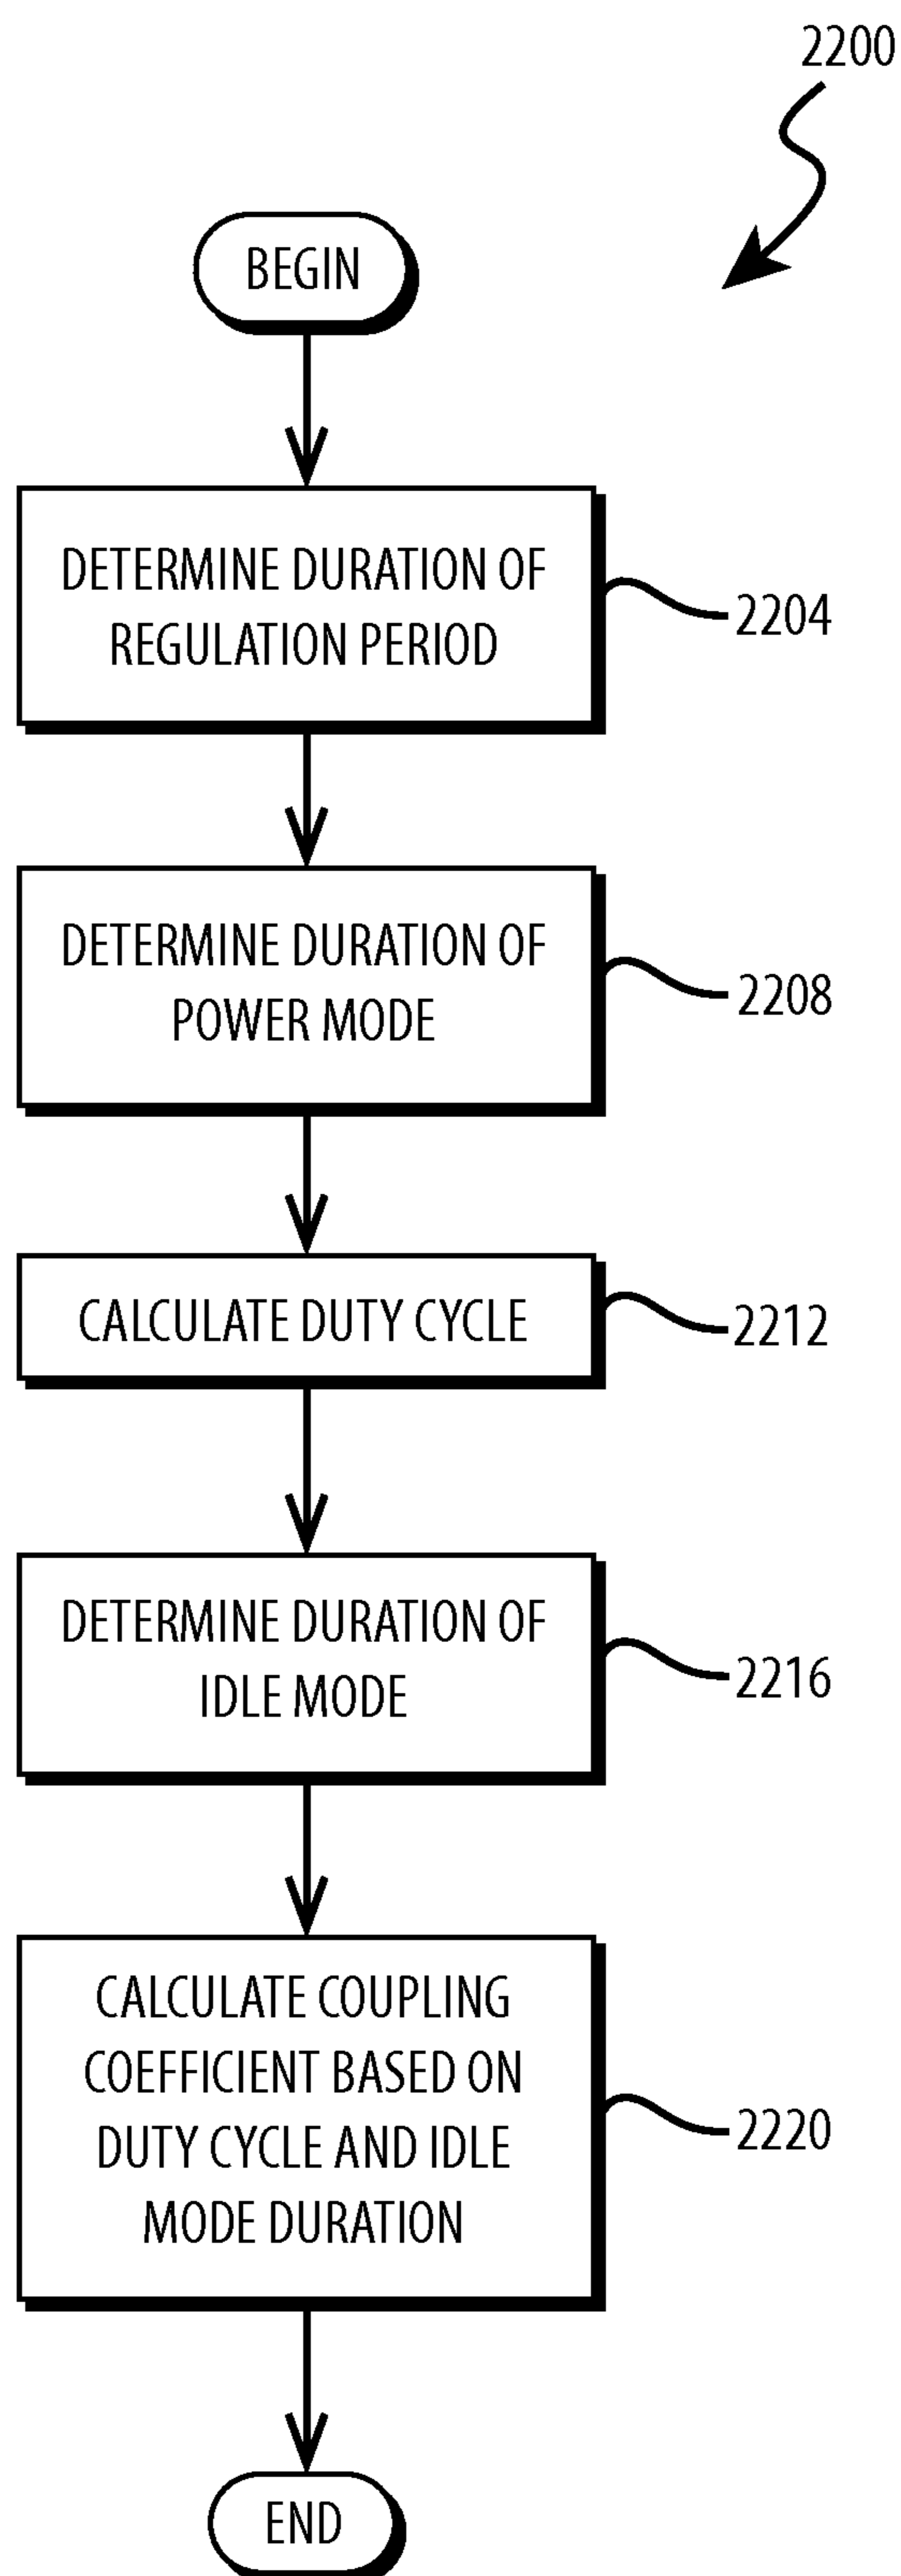 2200
BEGIN
DETERMINE DURATION OF
REGULATION PERIOD
2204
DETERMINE DURATION OF
POWER MODE
2208
CALCULATE DUTY CYCLE
2212
DETERMINE DURATION OF
IDLE MODE
2216
CALCULATE COUPLING
COEFFICIENT BASED ON
DUTY CYCLE AND IDLE
MODE DURATION
2220
END